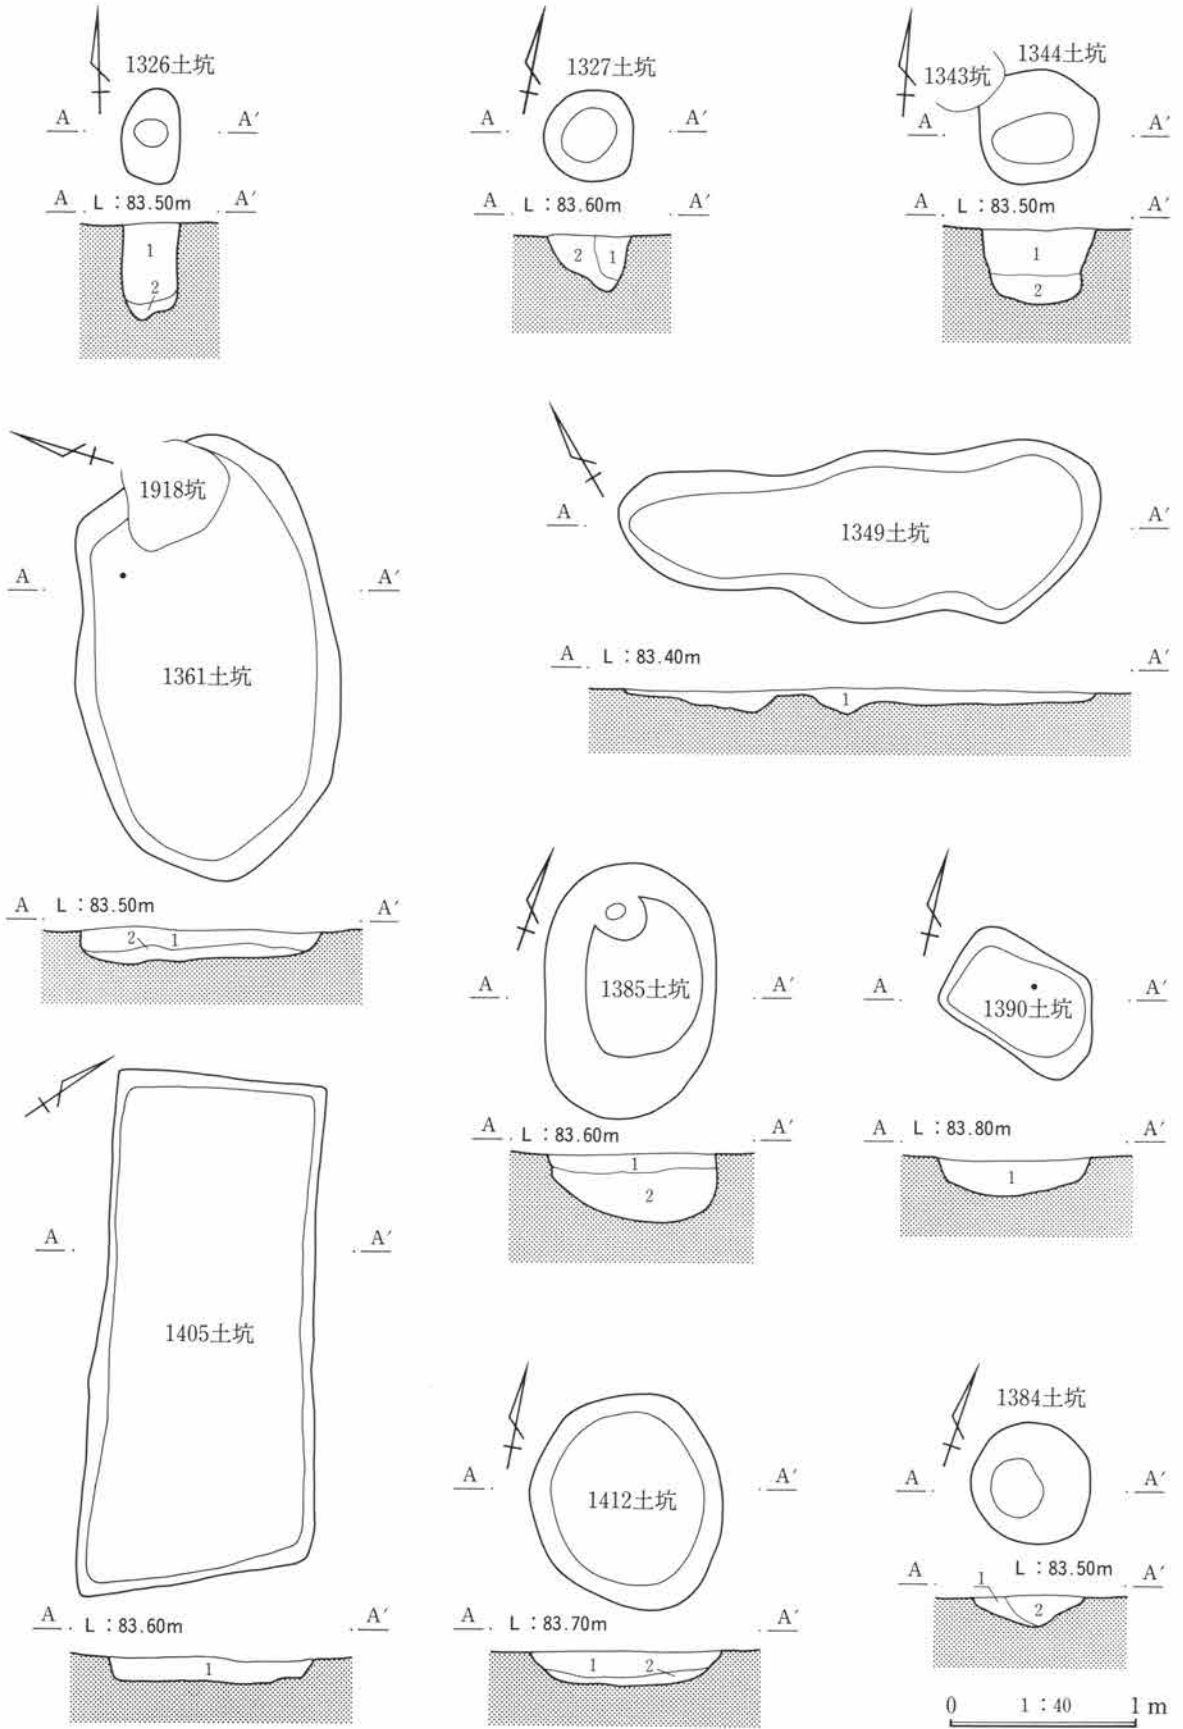 1326土坑
A A′
A L：83.50m A′
1
2
1327土坑
A A′
A L：83.60m A′
2 1
1344土坑
1343坑
A A′
A L：83.50m A′
1
2
1918坑
A A′
1361土坑
A L：83.50m A′
2 1
A A′
1349土坑
A L：83.40m A′
1
A A′
1385土坑
A L：83.60m A′
1
2
A A′
1390土坑
A L：83.80m A′
1
A A′
1405土坑
A L：83.60m A′
1
A A′
1412土坑
A L：83.70m A′
1 2
1384土坑
A A′
A L：83.50m A′
1
2
0 1：40 1 m